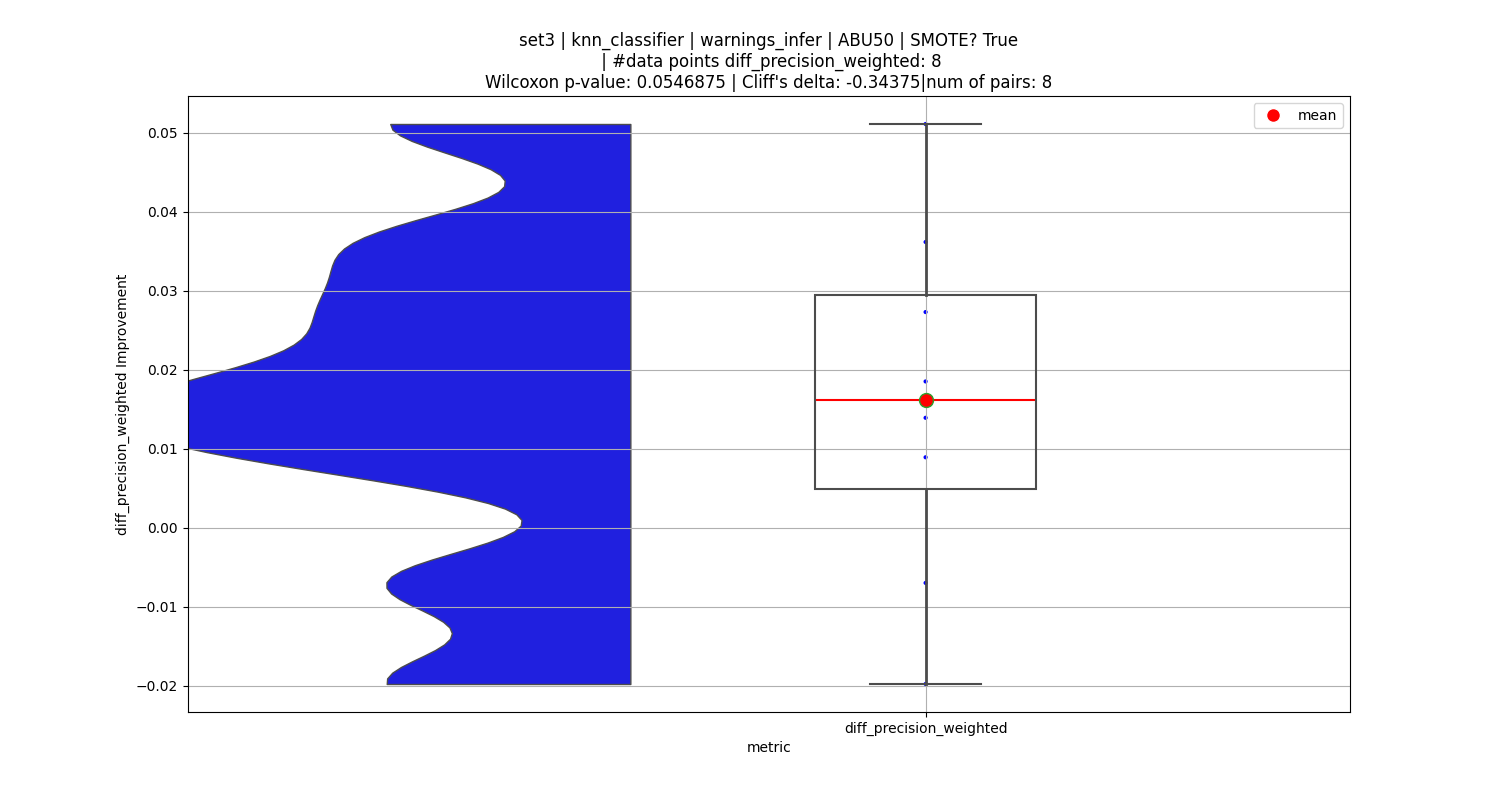 set3 | knn_classifier | warnings_infer | ABU50 | SMOTE? True
| #data points diff_precision_weighted: 8
Wilcoxon p-value: 0.0546875 | Cliff's delta: -0.34375|num of pairs: 8
mean
0.05
0.04
0.03
0.02
0.01
0.00
−0.01
−0.02
diff_precision_weighted Improvement
diff_precision_weighted
metric